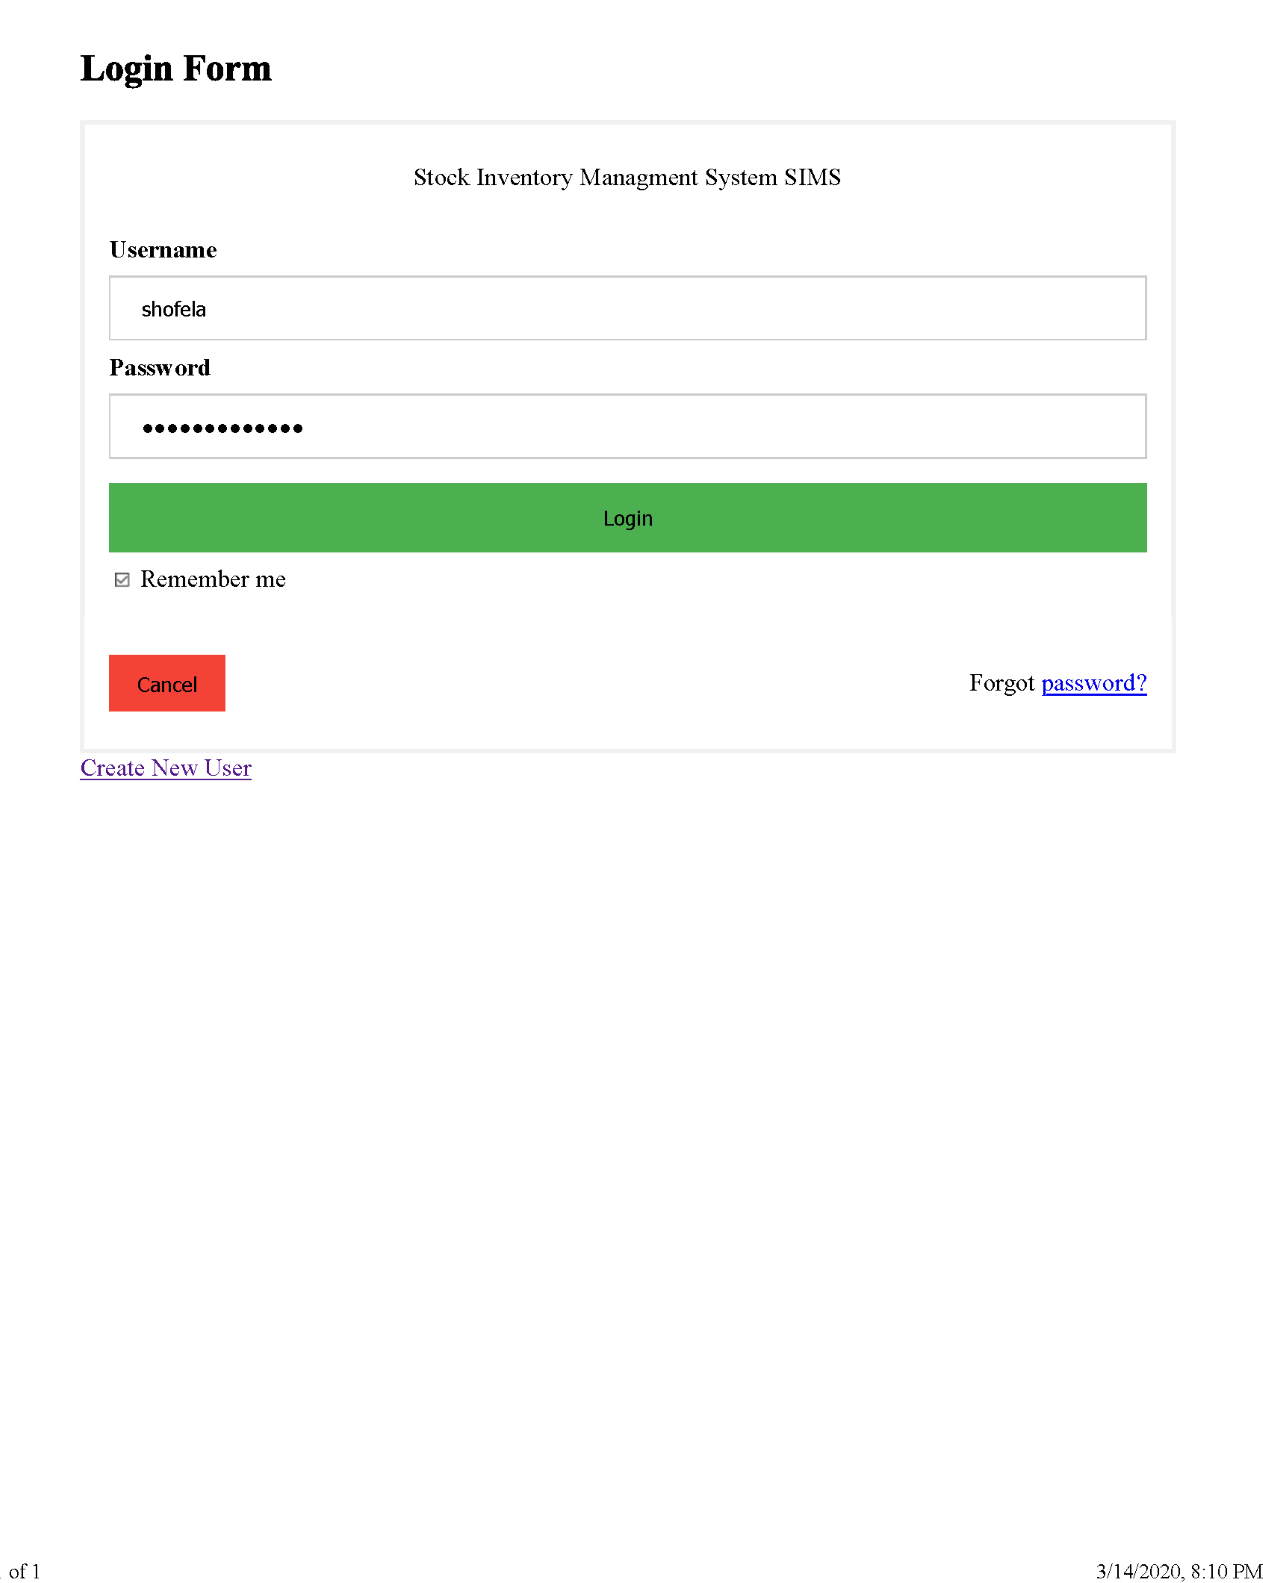 Login Form
Stock Inventory Managment System SIMS
Username
shofela
Password
•••••••••••••
Login
Remember me
Cancel
Forgot password?
Create New User
of 1
3/14/2020, 8:10 PM